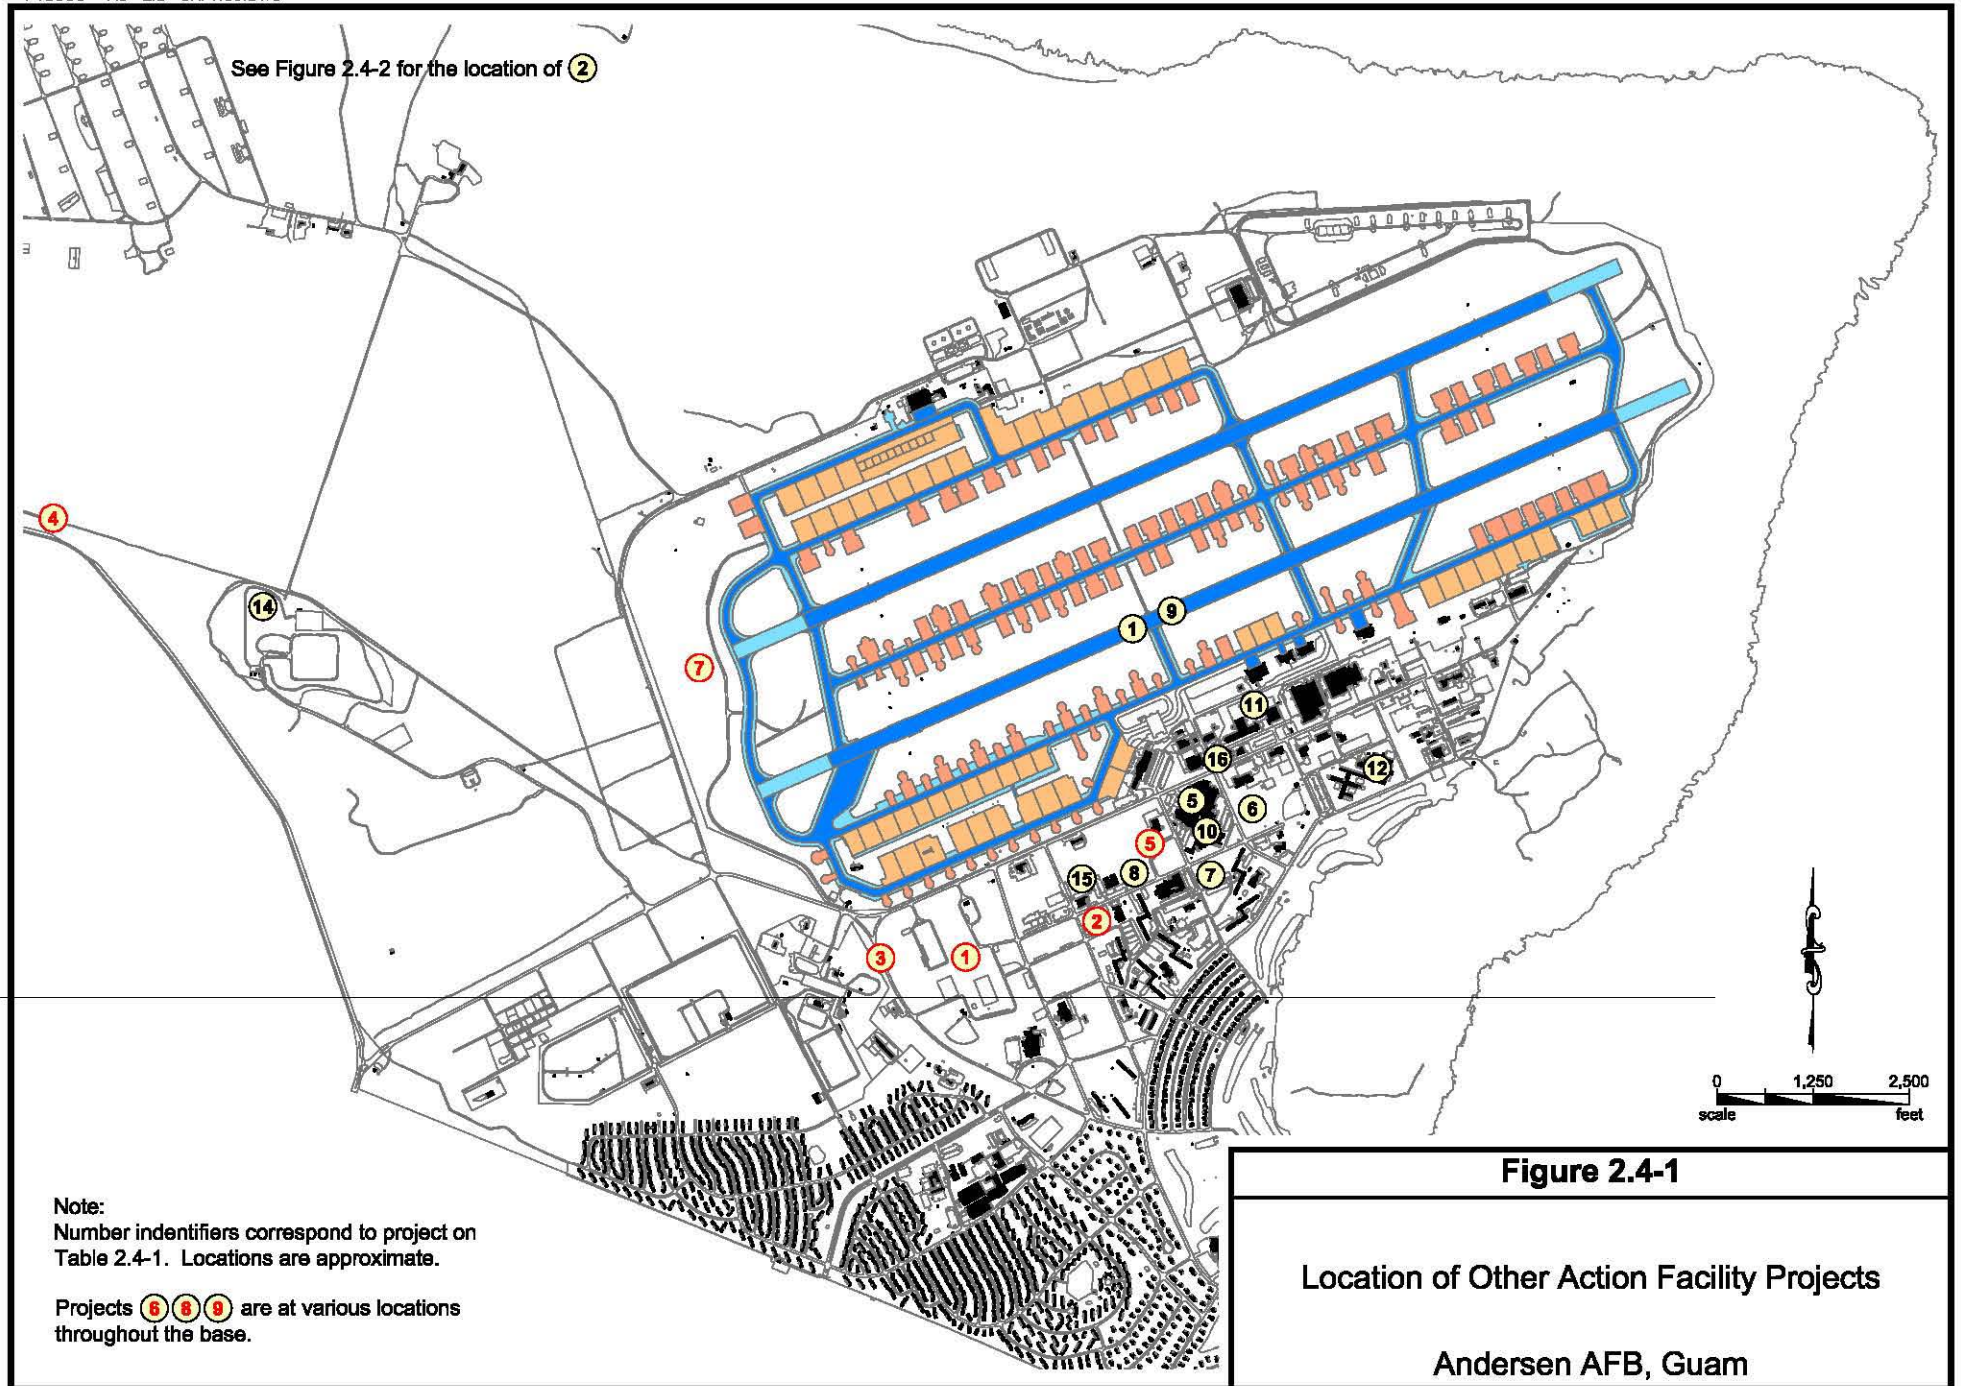 See Figure 2.4-2 for the location of 2
4
14
7
1
9
11
16
12
5
6
10
5
15
8
7
2
3
1
0 1,250 2,500
scale feet
Figure 2.4-1
Location of Other Action Facility Projects
Andersen AFB, Guam
Note:
Number indentifiers correspond to project on
Table 2.4-1. Locations are approximate.
Projects 6 8 9 are at various locations
throughout the base.